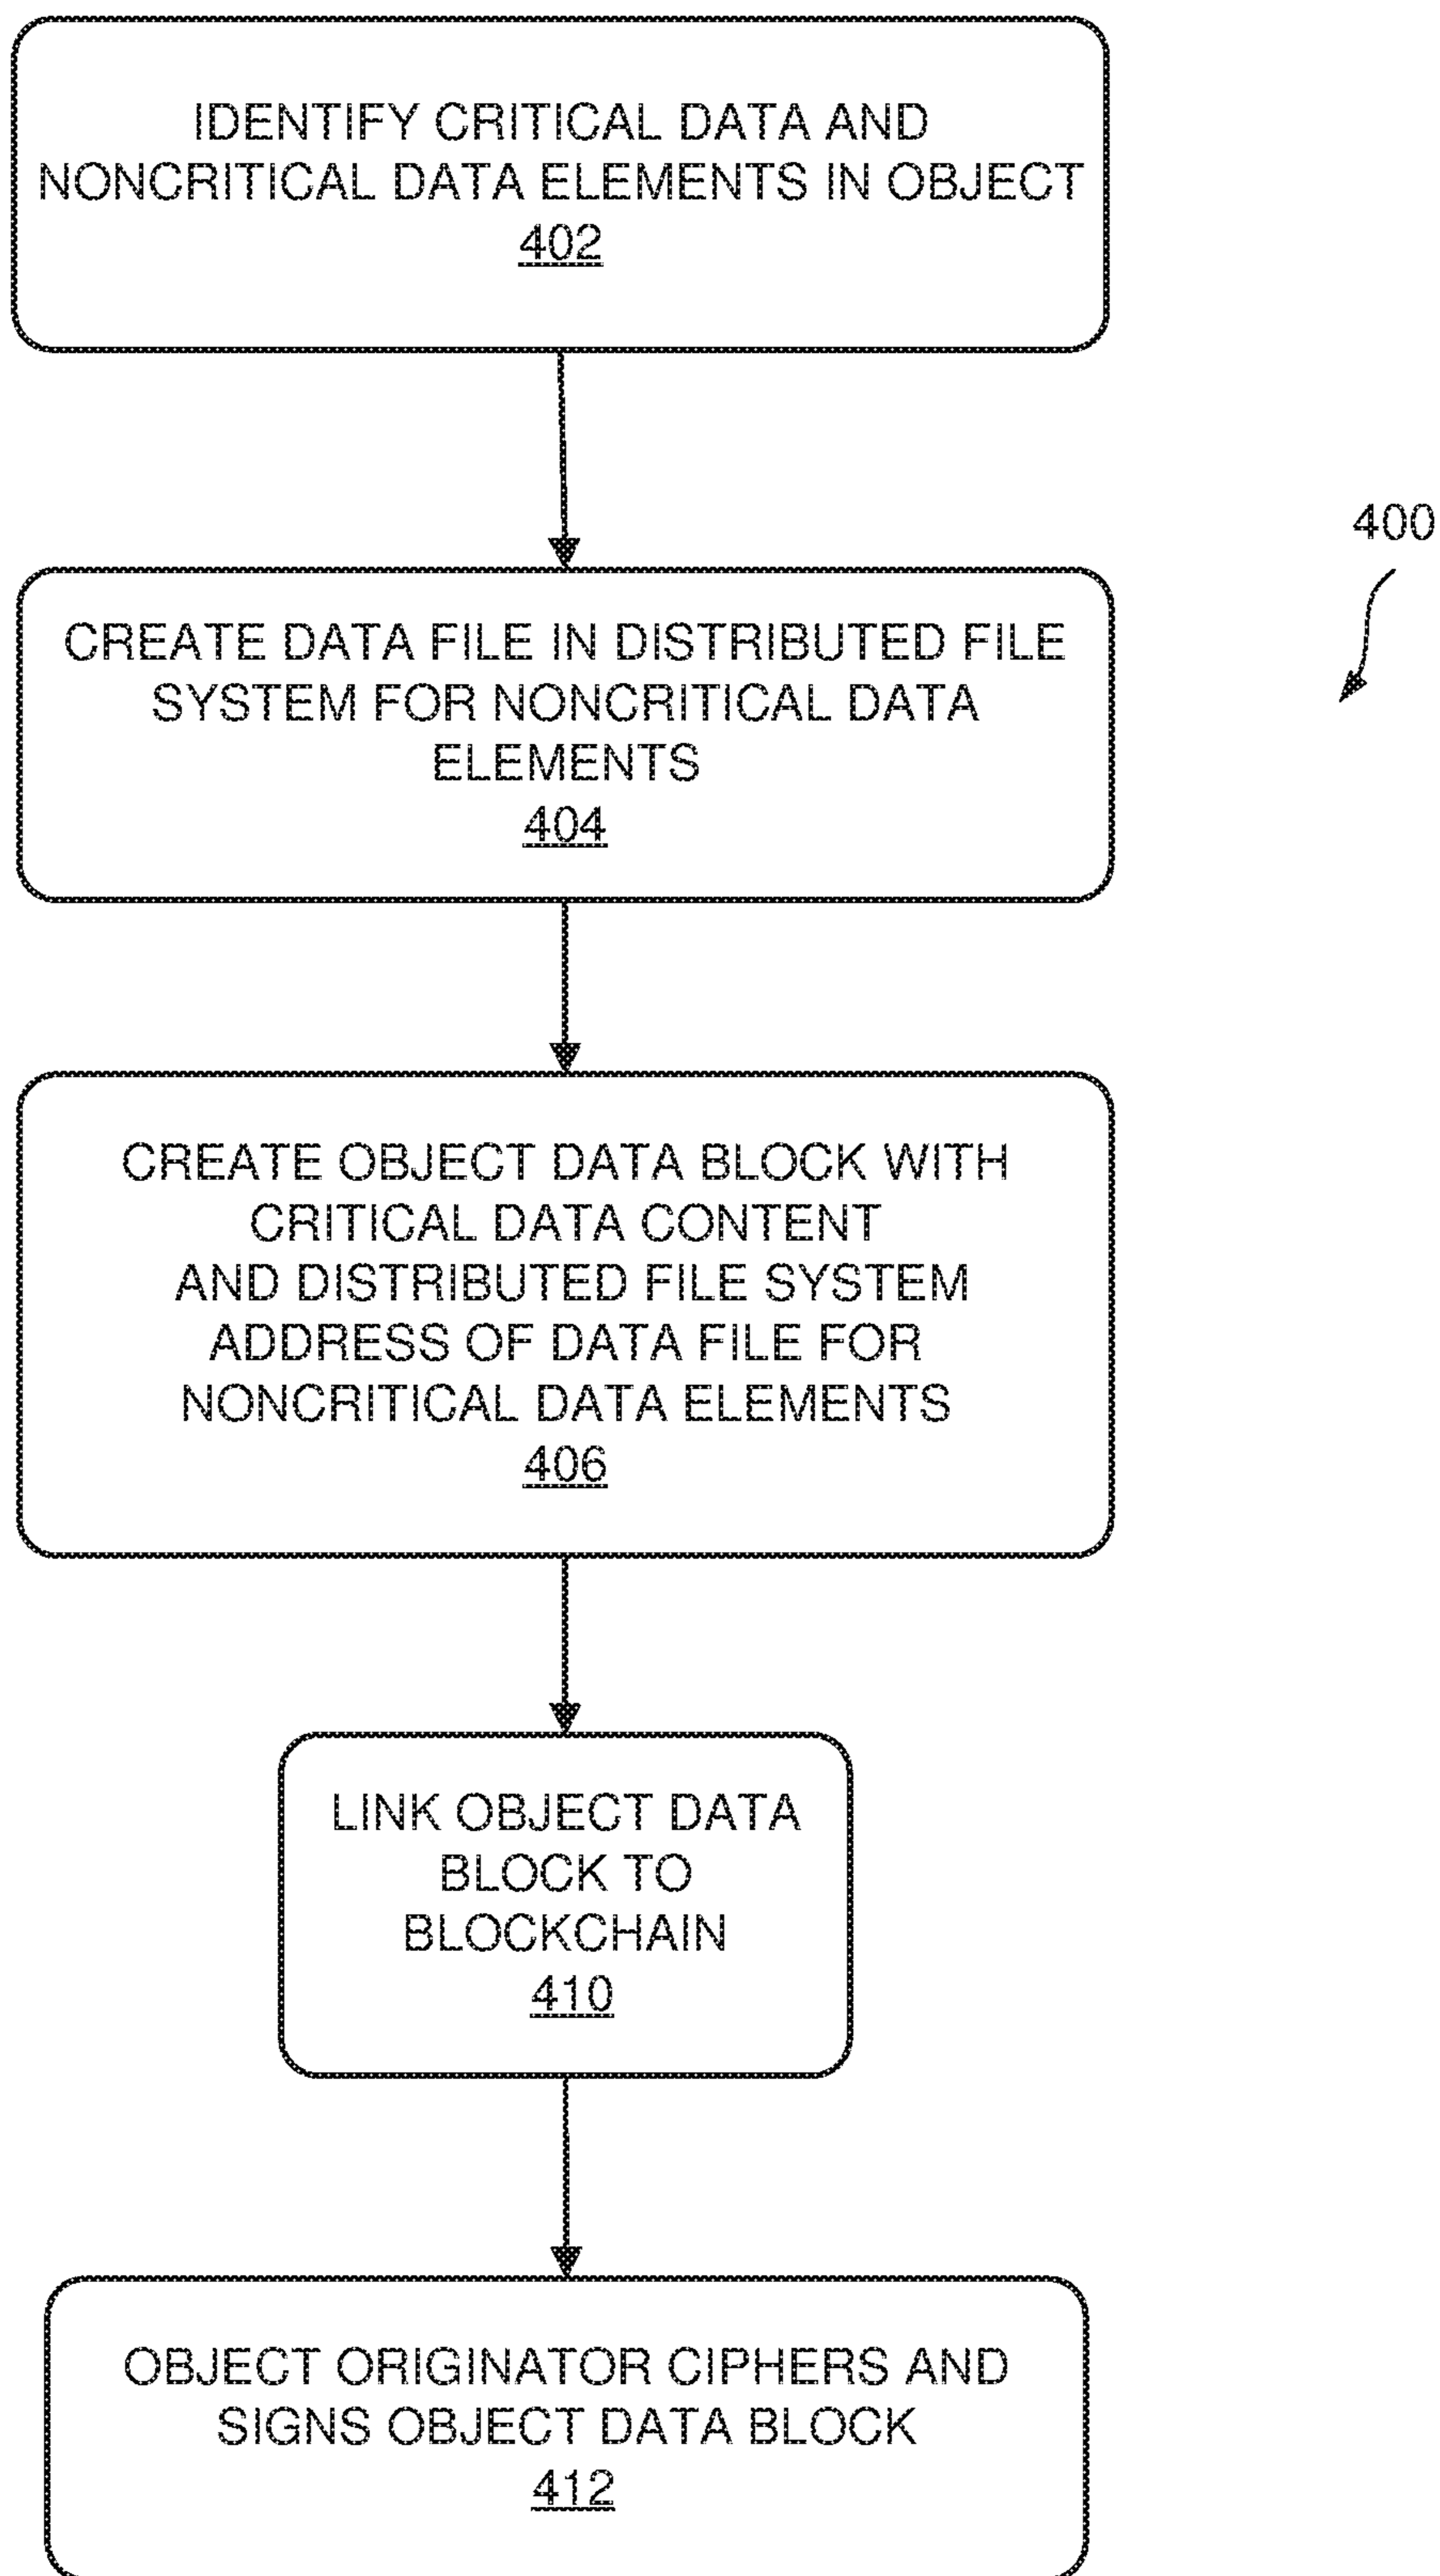 IDENTIFY CRITICAL DATA AND
NONCRITICAL DATA ELEMENTS IN OBJECT
402
400
CREATE DATA FILE IN DISTRIBUTED FILE
SYSTEM FOR NONCRITICAL DATA
ELEMENTS
404
CREATE OBJECT DATA BLOCK WITH
CRITICAL DATA CONTENT
AND DISTRIBUTED FILE SYSTEM
ADDRESS OF DATA FILE FOR
NONCRITICAL DATA ELEMENTS
406
LINK OBJECT DATA
BLOCK TO
BLOCKCHAIN
410
OBJECT ORIGINATOR CIPHERS AND
SIGNS OBJECT DATA BLOCK
412